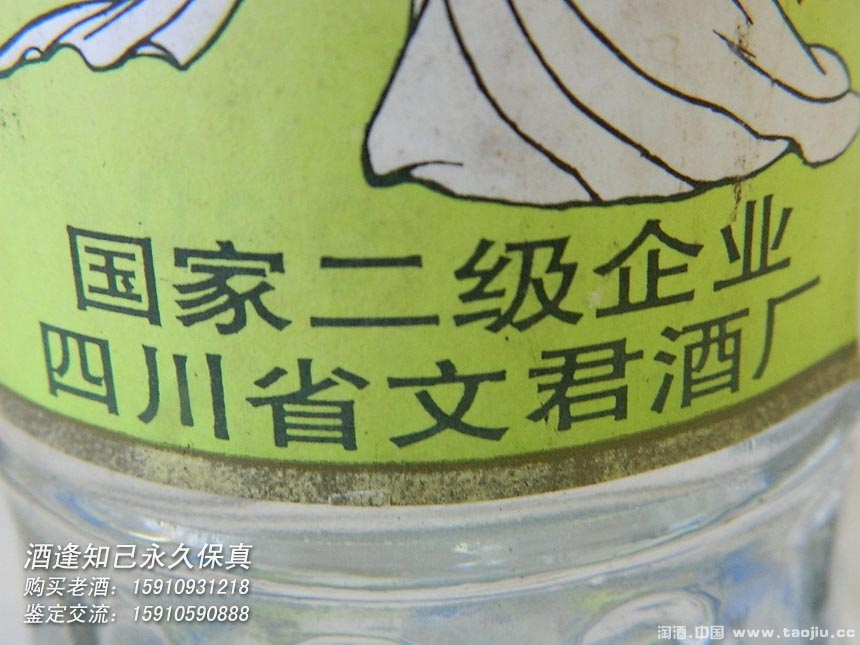 国家二级企业
四川省文君酒厂
酒逢知己永久保真
购买老酒：15910931218
鉴定交流：15910590888
淘酒.中国 www.taojiu.cc